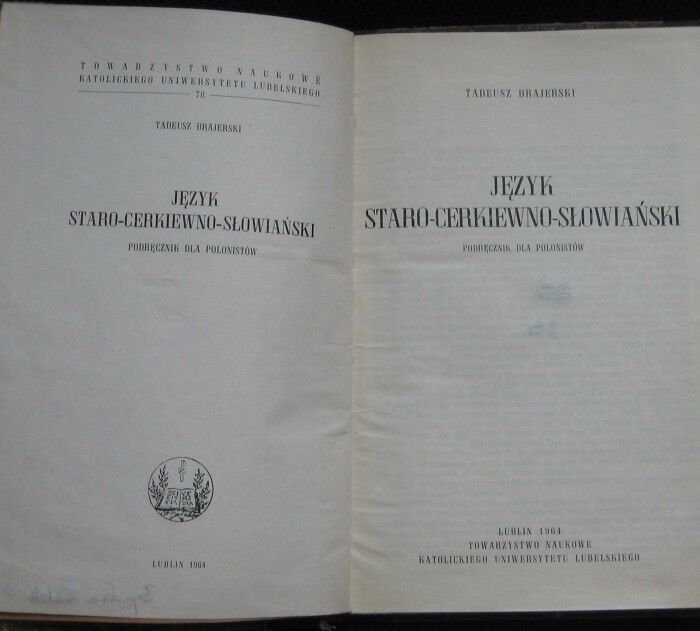 TOWARZYSTWO NAUKOWE
KATOLICKIEGO UNIWERSYTETU LUBELSKIEGO
78
TADEUSZ BRAJERSKI
JĘZYK
STARO-CERKIEWNO-SŁOWIAŃSKI
PODRĘCZNIK DLA POLONISTÓW
LUBLIN 1964
TADEUSZ BRAJERSKI
JĘZYK
STARO-CERKIEWNO-SŁOWIAŃSKI
PODRĘCZNIK DLA POLONISTÓW
LUBLIN 1964
TOWARZYSTWO NAUKOWE
KATOLICKIEGO UNIWERSYTETU LUBELSKIEGO